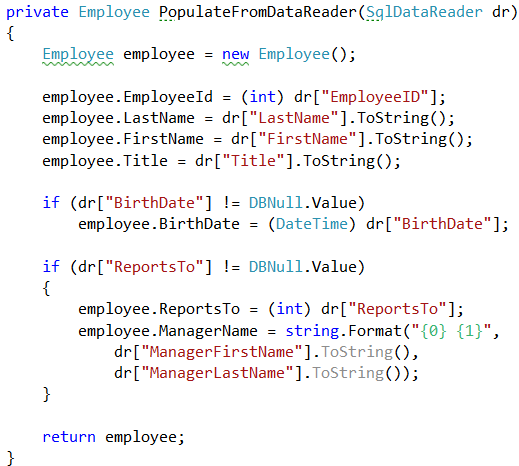 private Employee PopulateFromDataReader(SqlDataReader dr)
{
    Employee employee = new Employee();

    employee.EmployeeId = (int) dr["EmployeeID"];
    employee.LastName = dr["LastName"].ToString();
    employee.FirstName = dr["FirstName"].ToString();
    employee.Title = dr["Title"].ToString();

    if (dr["BirthDate"] != DBNull.Value)
        employee.BirthDate = (DateTime) dr["BirthDate"];

    if (dr["ReportsTo"] != DBNull.Value)
    {
        employee.ReportsTo = (int) dr["ReportsTo"];
        employee.ManagerName = string.Format("{0} {1}",
            dr["ManagerFirstName"].ToString(),
            dr["ManagerLastName"].ToString());
    }

    return employee;
}